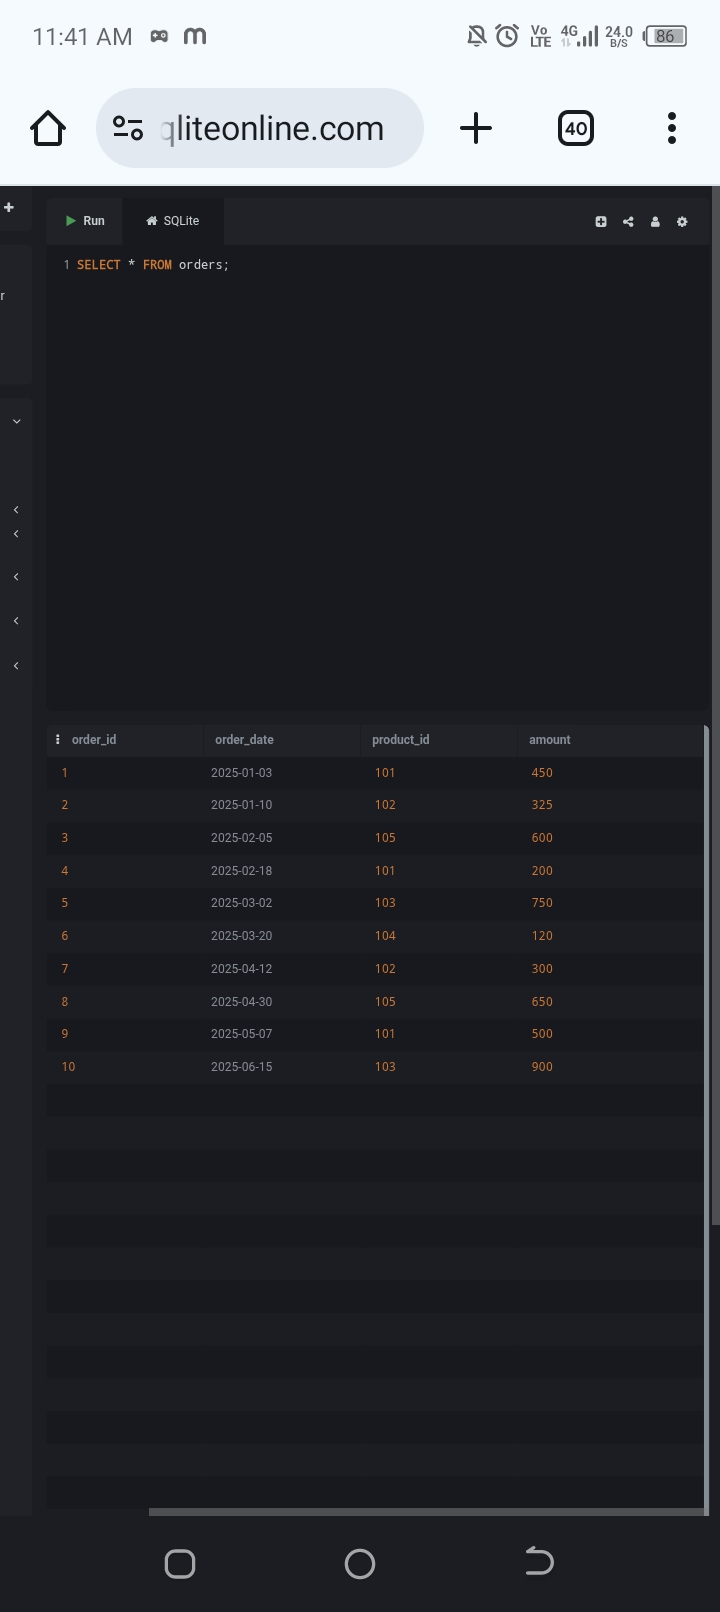 11:41 AM m Vo LTE 4G 24.0 B/S 86
qliteonline.com 40
Run SQLite
r
1 SELECT * FROM orders;
order_id order_date product_id amount
1 2025-01-03 101 450
2 2025-01-10 102 325
3 2025-02-05 105 600
4 2025-02-18 101 200
5 2025-03-02 103 750
6 2025-03-20 104 120
7 2025-04-12 102 300
8 2025-04-30 105 650
9 2025-05-07 101 500
10 2025-06-15 103 900